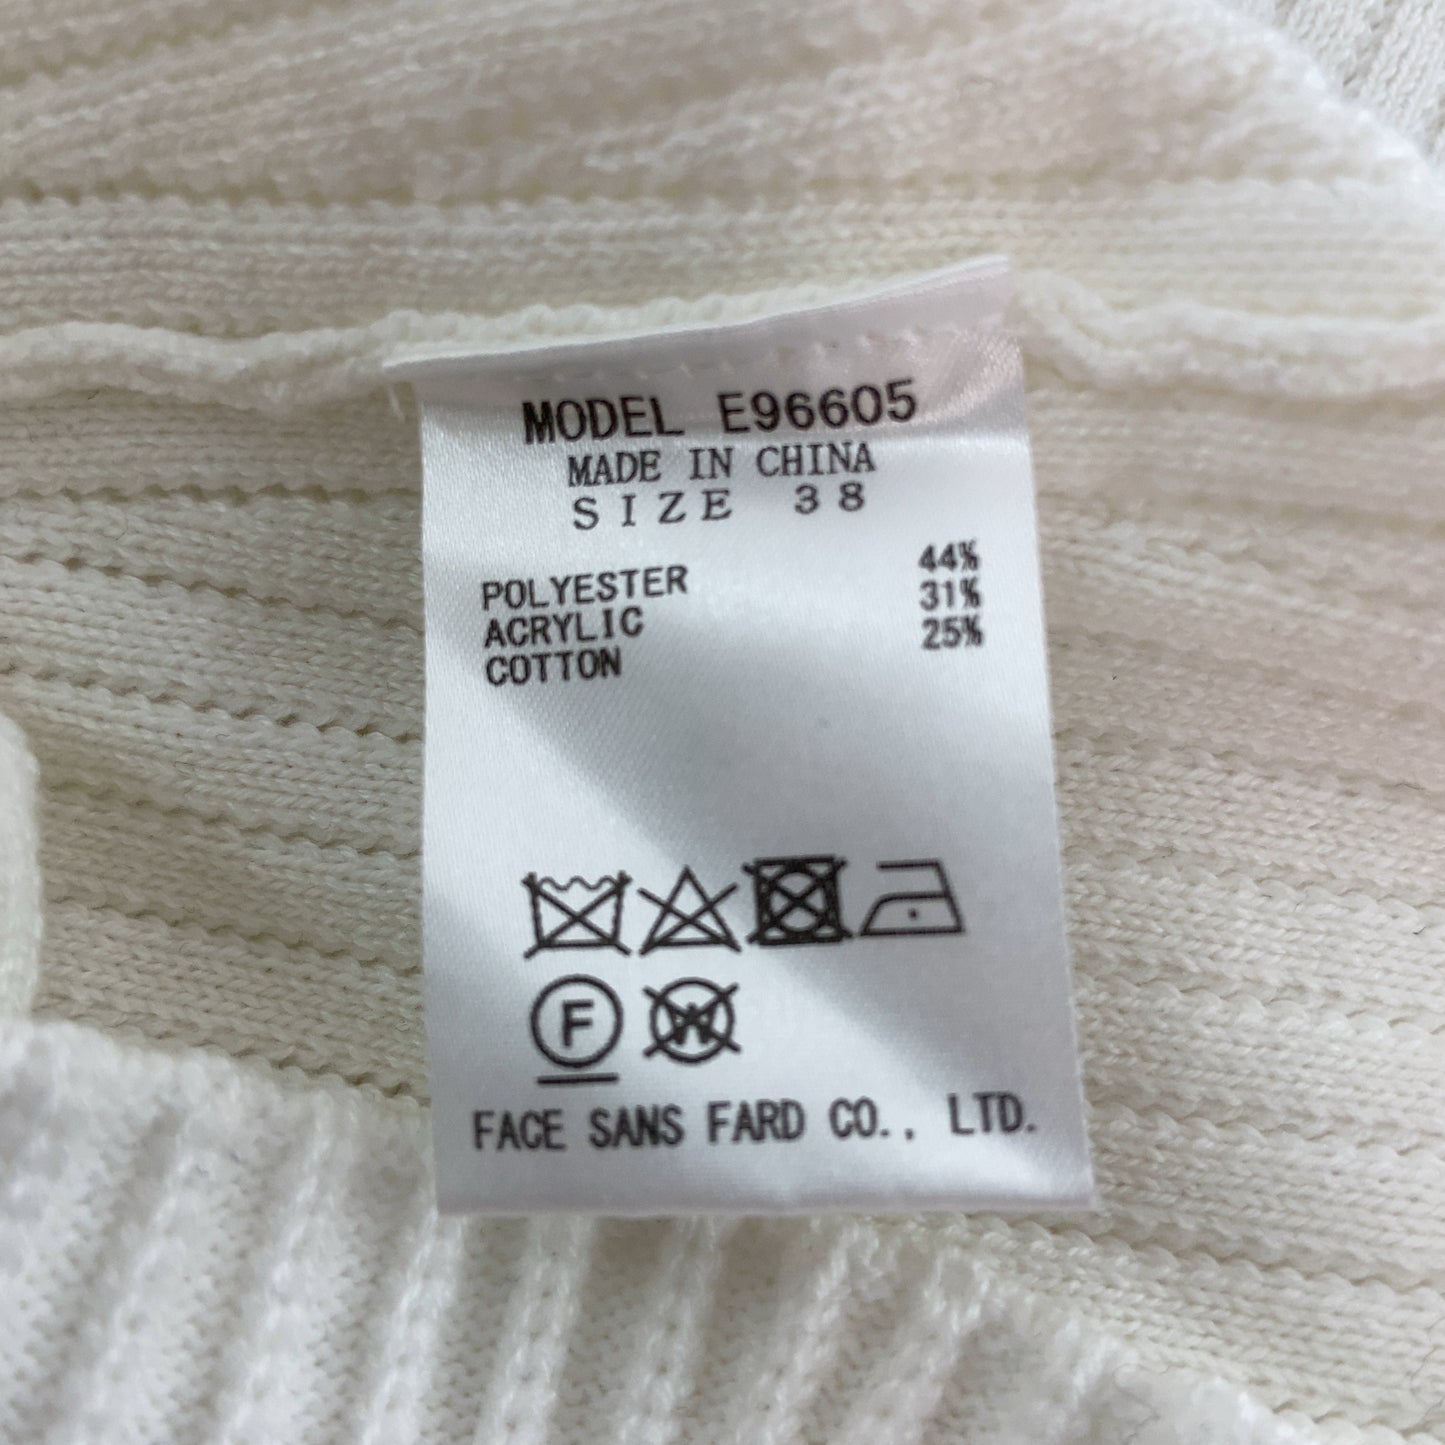 MODEL E96605
MADE IN CHINA
SIZE 38
POLYESTER 44%
ACRYLIC 31%
COTTON 25%
F W
FACE SANS FARD CO., LTD.